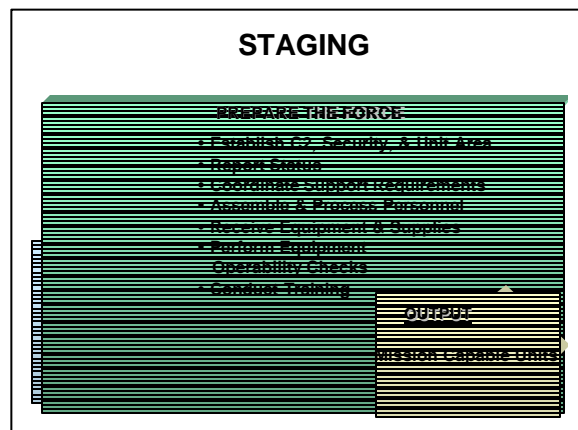 STAGING
PREPARE THE FORCE
• Establish C2, Security, & Unit Area
• Report Status
• Coordinate Support Requirements
• Assemble & Process Personnel
• Receive Equipment & Supplies
• Perform Equipment
Operability Checks
• Conduct Training
OUTPUT
Mission Capable Units